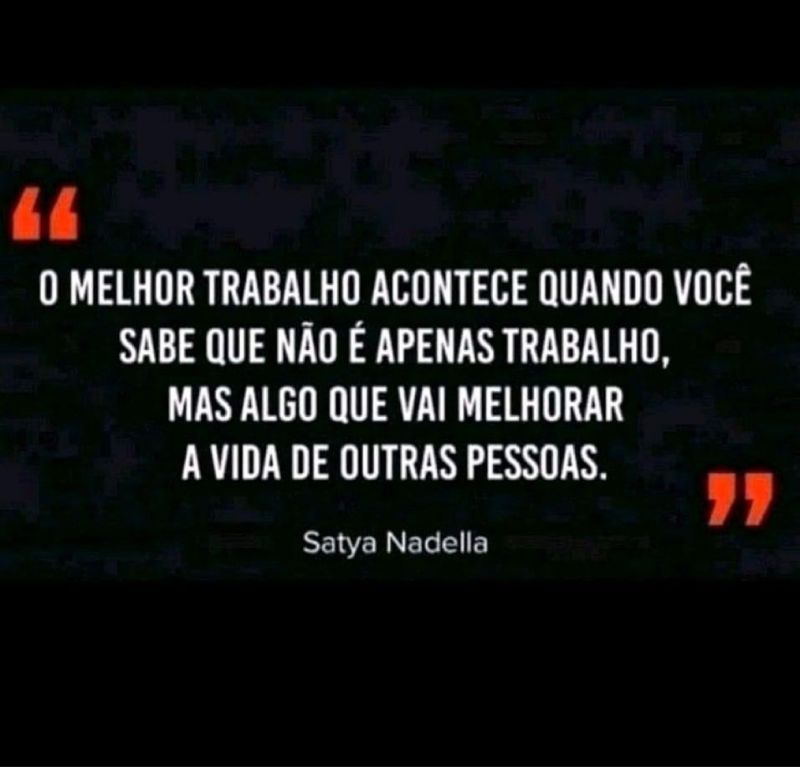 “
O MELHOR TRABALHO ACONTECE QUANDO VOCÊ
SABE QUE NÃO É APENAS TRABALHO,
MAS ALGO QUE VAI MELHORAR
A VIDA DE OUTRAS PESSOAS.
”
Satya Nadella